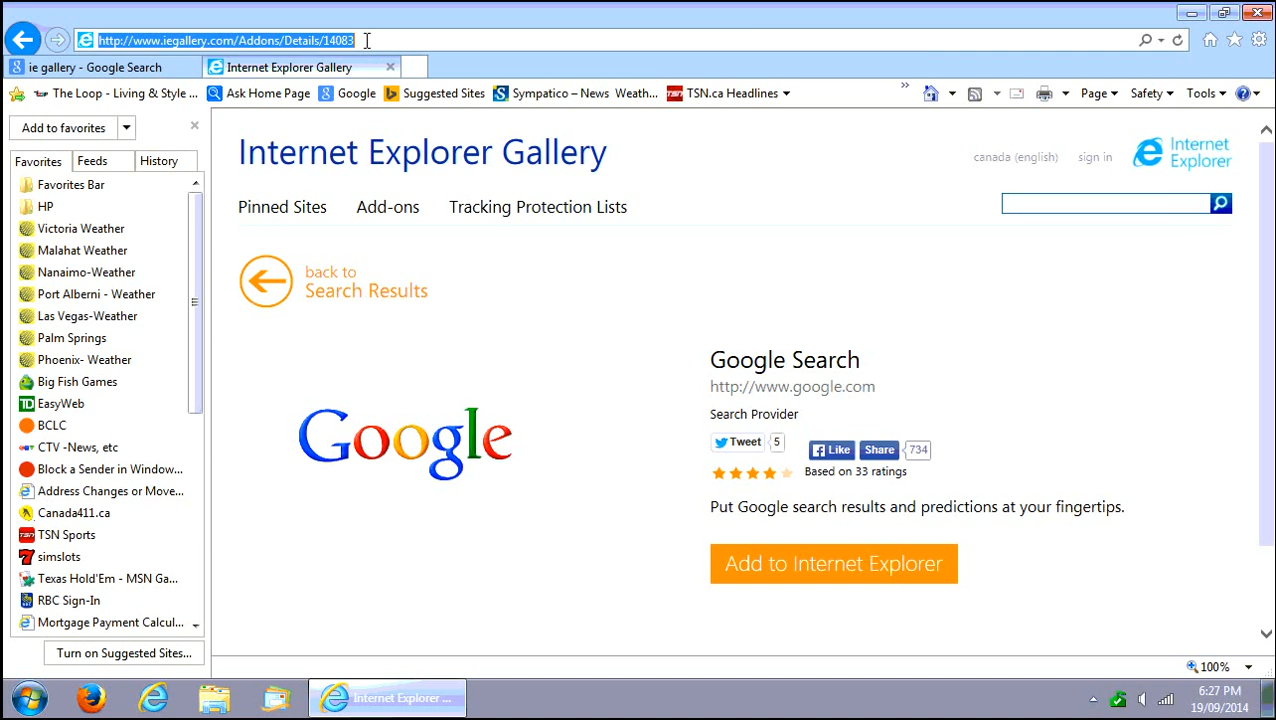 http://www.iegallery.com/Addons/Details/14083
ie gallery - Google Search
Internet Explorer Gallery
The Loop - Living & Style ...
Ask Home Page
Google
Suggested Sites
Sympatico – News Weath...
TSN.ca Headlines
Page
Safety
Tools
Add to favorites
Favorites
Feeds
History
Favorites Bar
HP
Victoria Weather
Malahat Weather
Nanaimo-Weather
Port Alberni - Weather
Las Vegas-Weather
Palm Springs
Phoenix- Weather
Big Fish Games
EasyWeb
BCLC
CTV -News, etc
Block a Sender in Window...
Address Changes or Move...
Canada411.ca
TSN Sports
simslots
Texas Hold'Em - MSN Ga...
RBC Sign-In
Mortgage Payment Calcul...
Turn on Suggested Sites...
Internet Explorer Gallery
canada (english)
sign in
Internet
Explorer
Pinned Sites
Add-ons
Tracking Protection Lists
back to
Search Results
Google
Google Search
http://www.google.com
Search Provider
Tweet
5
Like
Share
734
Based on 33 ratings
Put Google search results and predictions at your fingertips.
Add to Internet Explorer
100%
Internet Explorer ...
6:27 PM
19/09/2014